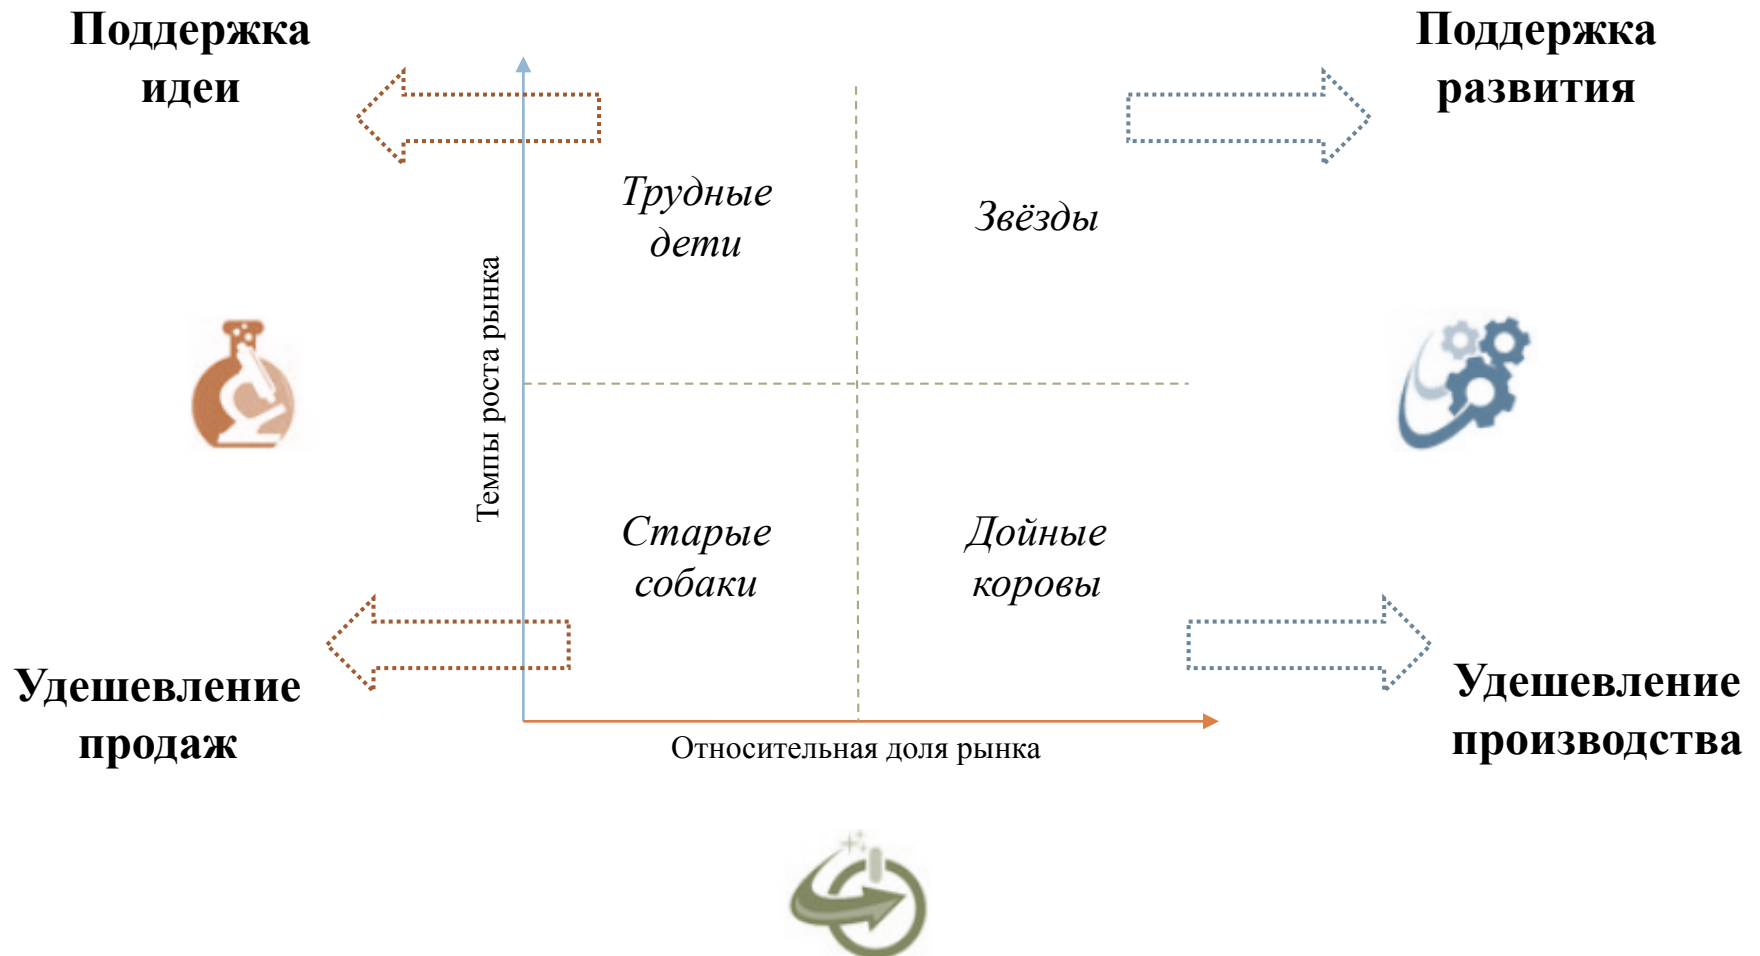 Поддержка
идеи
Поддержка
развития
Трудные
дети
Звёзды
Темпы роста рынка
Старые
собаки
Дойные
коровы
Удешевление
продаж
Удешевление
производства
Относительная доля рынка